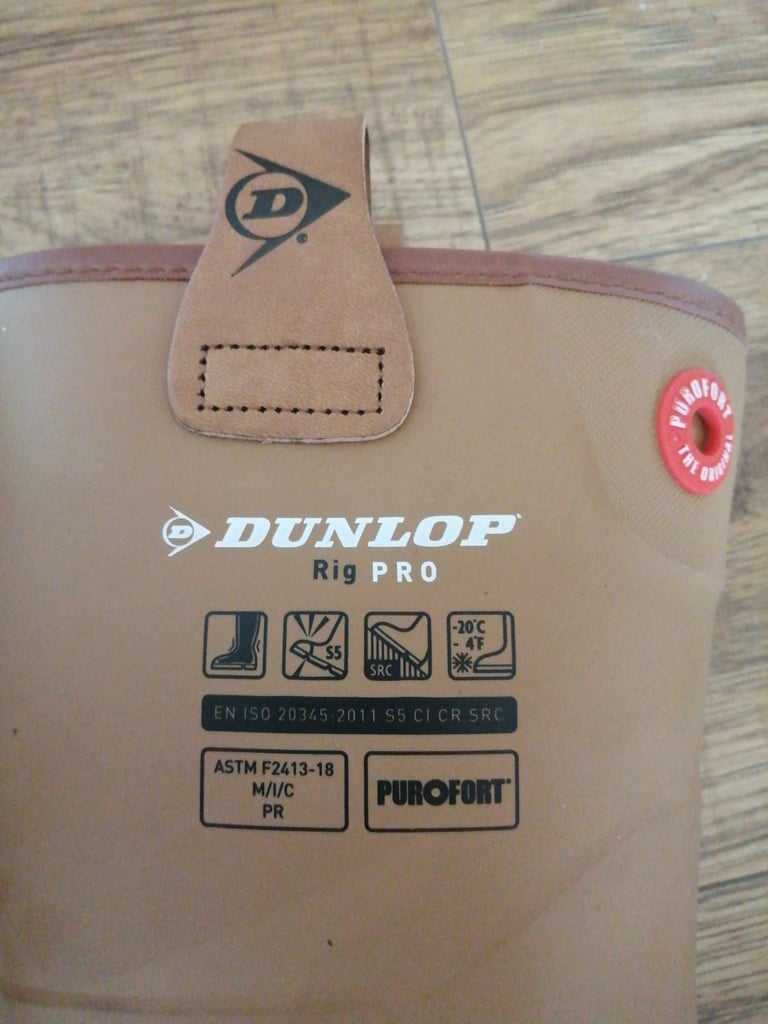 D
PUROFORT
THE ORIGINAL
D DUNLOP
Rig PRO
S5
SRC
-20°C
- 4°F
EN ISO 20345:2011 S5 CI CR SRC
ASTM F2413-18
M/I/C
PR
PUROFORT®